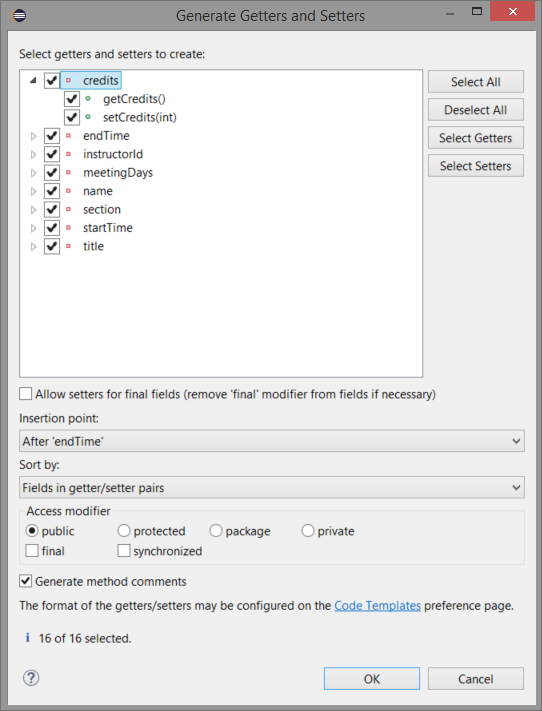 Generate Getters and Setters
Select getters and setters to create:
credits
getCredits()
setCredits(int)
endTime
instructorId
meetingDays
name
section
startTime
title
Select All
Deselect All
Select Getters
Select Setters
Allow setters for final fields (remove 'final' modifier from fields if necessary)
Insertion point:
After 'endTime'
Sort by:
Fields in getter/setter pairs
Access modifier
public protected package private
final synchronized
Generate method comments
The format of the getters/setters may be configured on the Code Templates preference page.
i 16 of 16 selected.
? OK Cancel